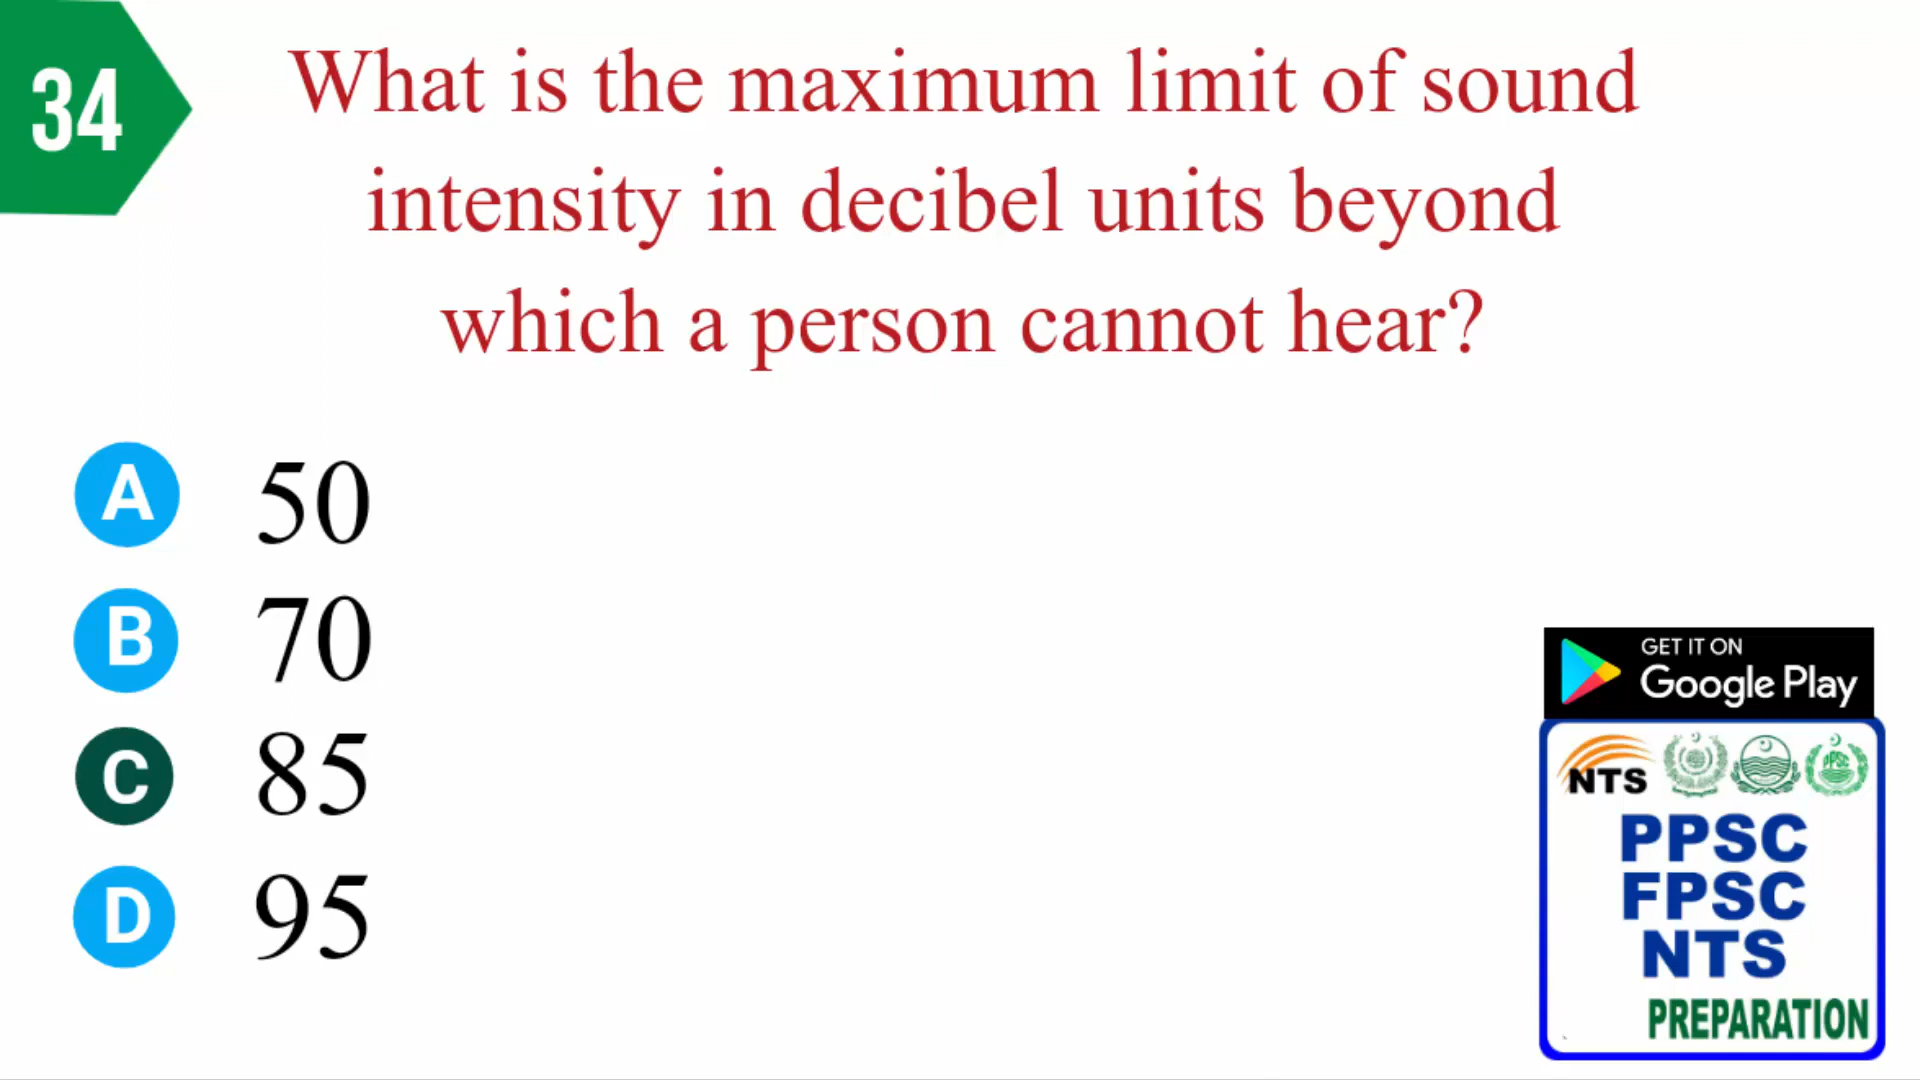 34
What is the maximum limit of sound
intensity in decibel units beyond
which a person cannot hear?
A 50
B 70
C 85
D 95
GET IT ON
Google Play
NTS
PPSC
PPSC
FPSC
NTS
PREPARATION